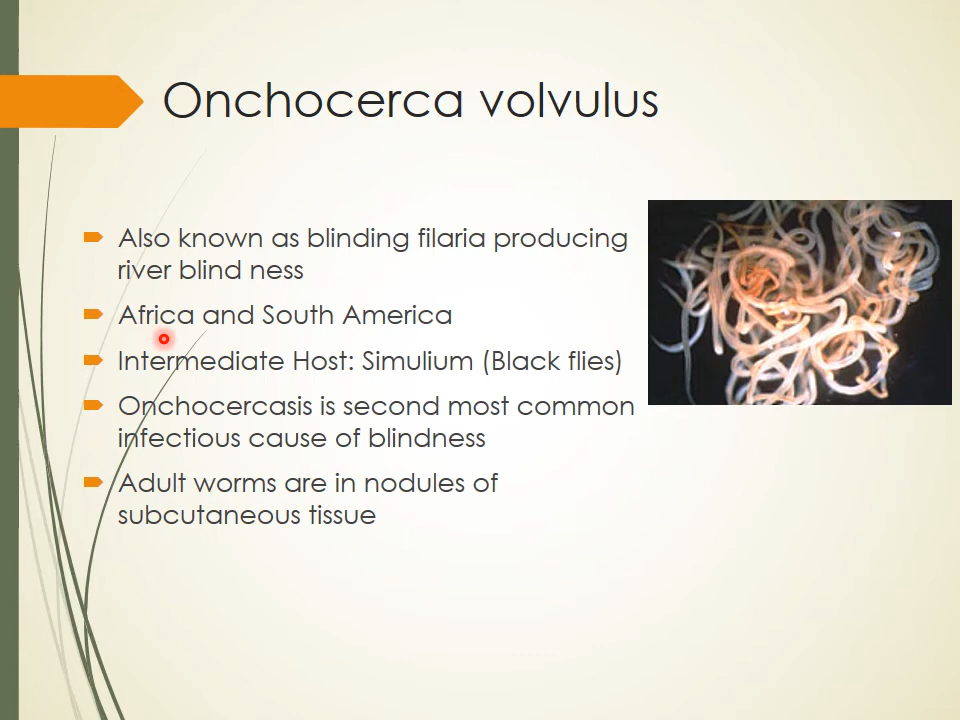 Onchocerca volvulus
Also known as blinding filaria producing
river blind ness
Africa and South America
Intermediate Host: Simulium (Black flies)
Onchocercasis is second most common
infectious cause of blindness
Adult worms are in nodules of
subcutaneous tissue